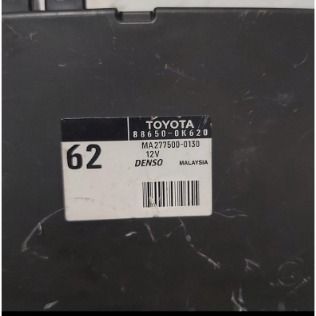 TOYOTA
88650-0K620
62
MA277500-0130
12V
DENSO MALAYSIA